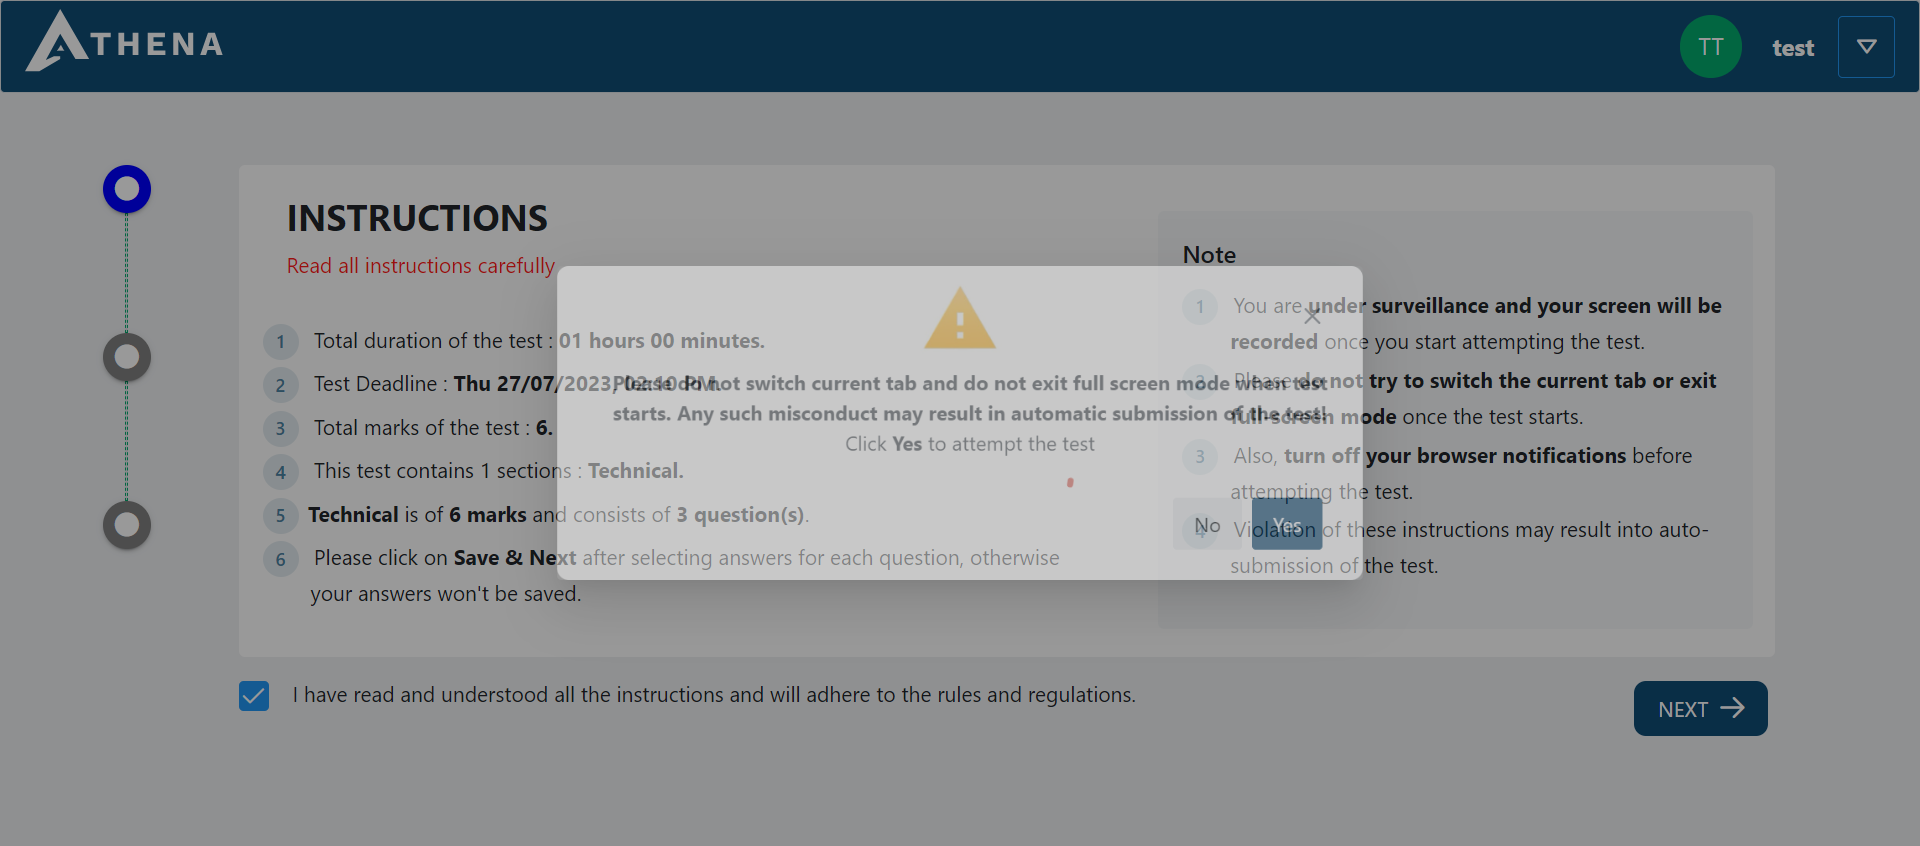 ATHENA
TT
test
INSTRUCTIONS
Read all instructions carefully
1 Total duration of the test : 01 hours 00 minutes.
2 Test Deadline : Thu 27/07/2023, 02:10 PM.
3 Total marks of the test : 6.
4 This test contains 1 sections : Technical.
5 Technical is of 6 marks and consists of 3 question(s).
6 Please click on Save & Next after selecting answers for each question, otherwise
your answers won't be saved.
Note
1 You are under surveillance and your screen will be
recorded once you start attempting the test.
2 Please do not try to switch the current tab or exit
full-screen mode once the test starts.
3 Also, turn off your browser notifications before
attempting the test.
4 Violation of these instructions may result into auto-
submission of the test.
Please do not switch current tab and do not exit full screen mode when test
starts. Any such misconduct may result in automatic submission of the test!
Click Yes to attempt the test
No
Yes
I have read and understood all the instructions and will adhere to the rules and regulations.
NEXT